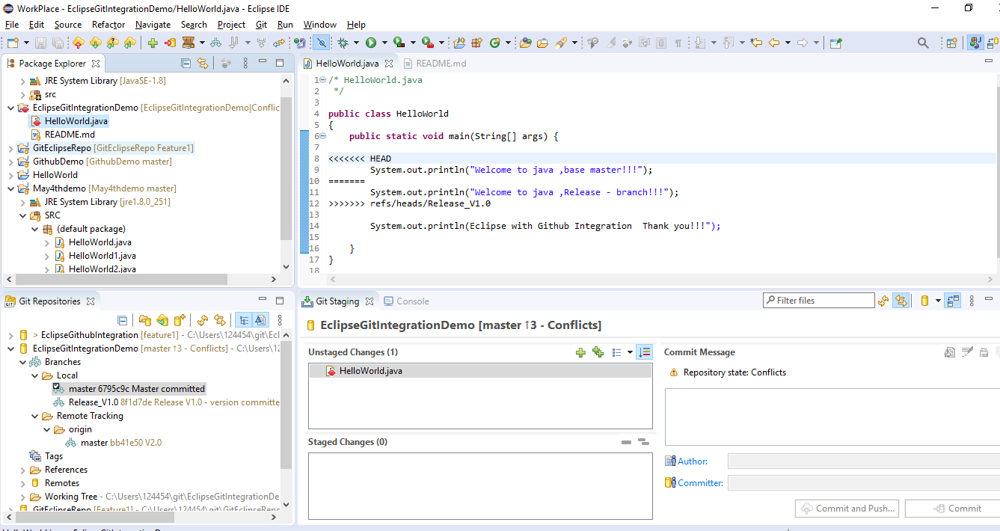 WorkPlace - EclipseGitIntegrationDemo/HelloWorld.java - Eclipse IDE
File Edit Source Refactor Navigate Search Project Git Run Window Help
Package Explorer
JRE System Library [JavaSE-1.8]
src
EclipseGitIntegrationDemo [EclipseGitIntegrationDemo|Conflic
HelloWorld.java
README.md
GitEclipseRepo [GitEclipseRepo Feature1]
GithubDemo [GithubDemo master]
HelloWorld
May4thdemo [May4thdemo master]
JRE System Library [jre1.8.0_251]
SRC
(default package)
HelloWorld.java
HelloWorld1.java
HelloWorld2.java
HelloWorld.java README.md
1 /* HelloWorld.java
2 */
3
4 public class HelloWorld
5 {
6 public static void main(String[] args) {
7
8 <<<<<<< HEAD
9 System.out.println("Welcome to java ,base master!!!");
10 =======
11 System.out.println("Welcome to java ,Release - branch!!!");
12 >>>>>>> refs/heads/Release_V1.0
13
14 System.out.println(Eclipse with Github Integration  Thank you!!!");
15
16 }
17 }
18
Git Repositories
> EclipseGithubIntegration [feature1] - C:\Users\124454\git\Ecl
EclipseGitIntegrationDemo [master ↑3 - Conflicts] - C:\Users\12
Branches
Local
master 6795c9c Master committed
Release_V1.0 8f1d7de Release V1.0 - version committe
Remote Tracking
origin
master bb41e50 V2.0
Tags
References
Remotes
Working Tree - C:\Users\124454\git\EclipseGitIntegrationDe
GitEclipseRepo [Feature1] - C:\Users\124454\git\GitEclipseRepo
Git Staging Console
Filter files
EclipseGitIntegrationDemo [master ↑3 - Conflicts]
Unstaged Changes (1)
HelloWorld.java
Staged Changes (0)
Commit Message
Repository state: Conflicts
Author:
Committer:
Commit and Push... Commit